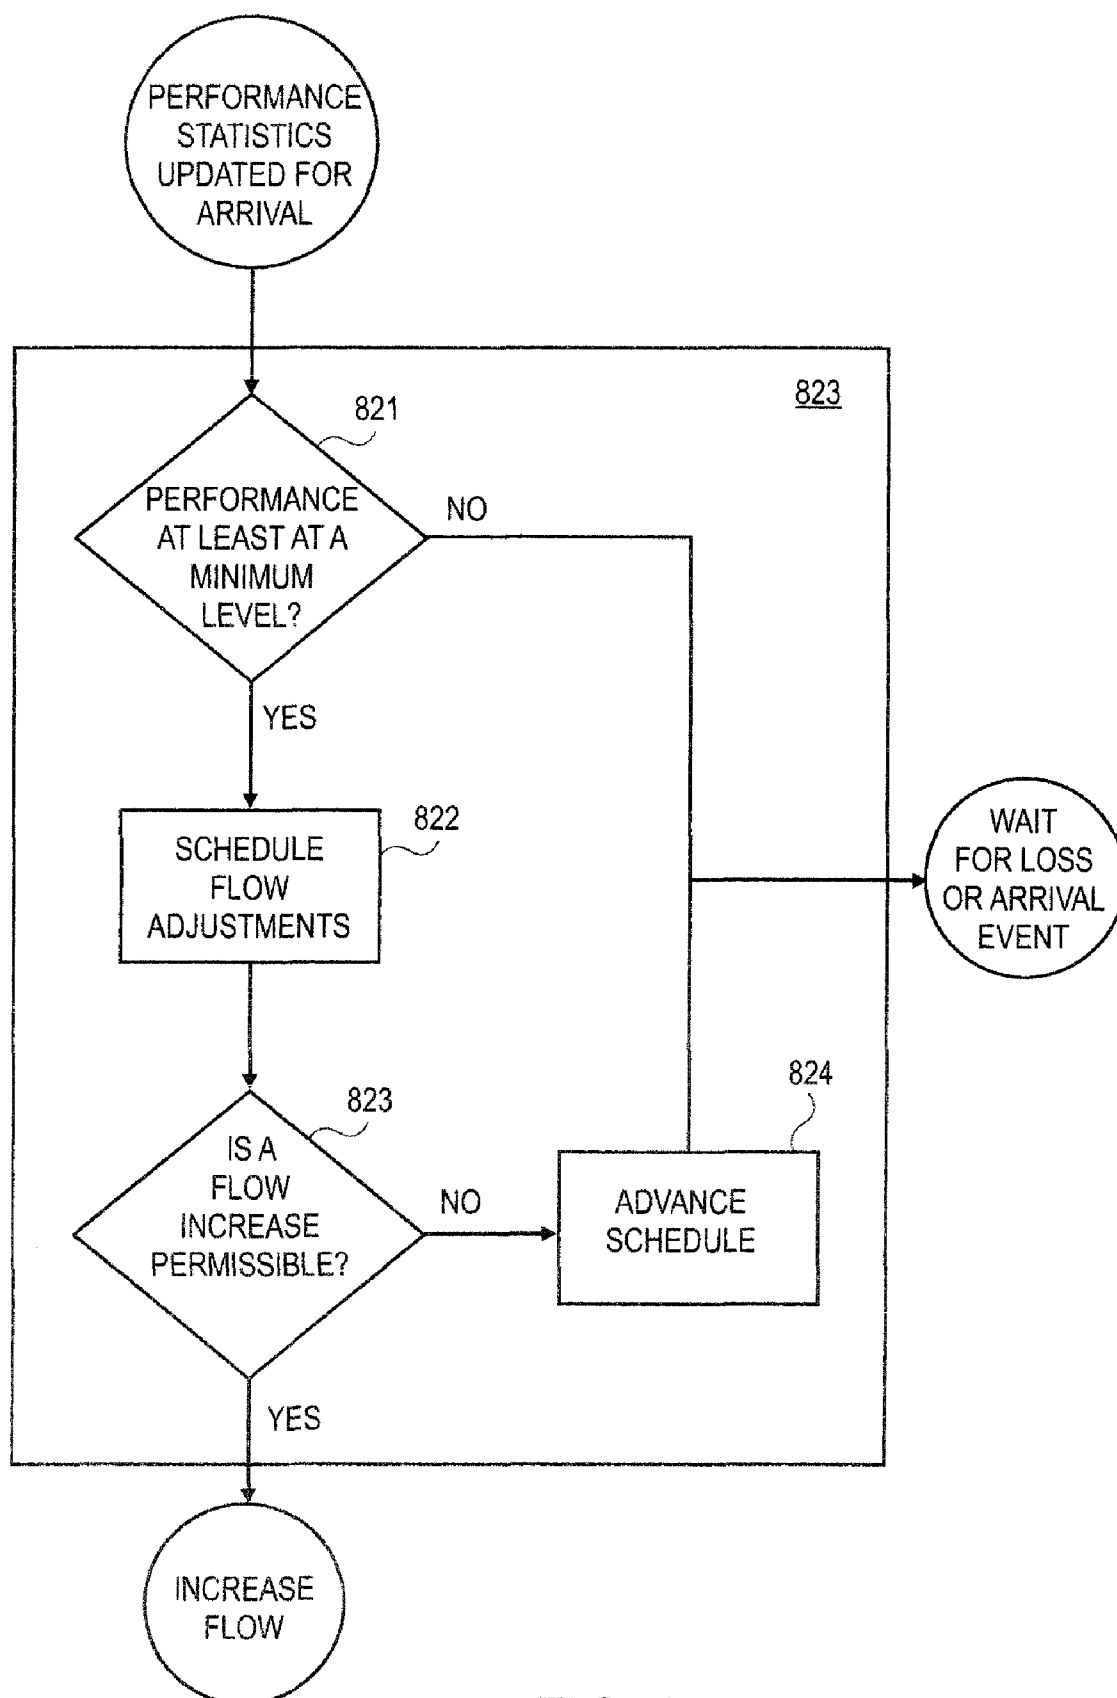 PERFORMANCE
STATISTICS
UPDATED FOR
ARRIVAL
823
821
PERFORMANCE
AT LEAST AT A
MINIMUM
LEVEL?
NO
YES
822
SCHEDULE
FLOW
ADJUSTMENTS
WAIT
FOR LOSS
OR ARRIVAL
EVENT
823
IS A
FLOW
INCREASE
PERMISSIBLE?
NO
824
ADVANCE
SCHEDULE
YES
INCREASE
FLOW